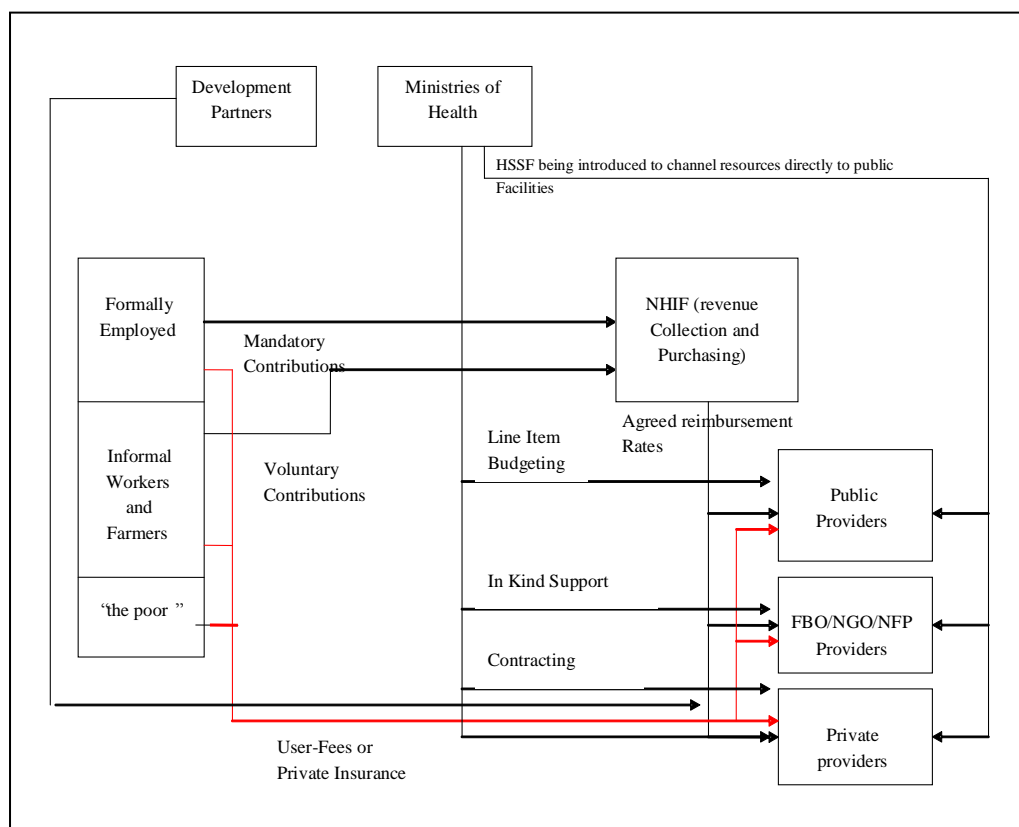 Development
Partners
Ministries of
Health
HSSF being introduced to channel resources directly to public
Facilities
Formally
Employed
NHIF (revenue
Collection and
Purchasing)
Mandatory
Contributions
Agreed reimbursement
Rates
Line Item
Budgeting
Informal
Workers
and
Farmers
Voluntary
Contributions
Public
Providers
"the poor "
In Kind Support
FBO/NGO/NFP
Providers
Contracting
User-Fees or
Private Insurance
Private
providers